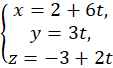 x = 2 + 6t,
y = 3t,
z = −3 + 2t